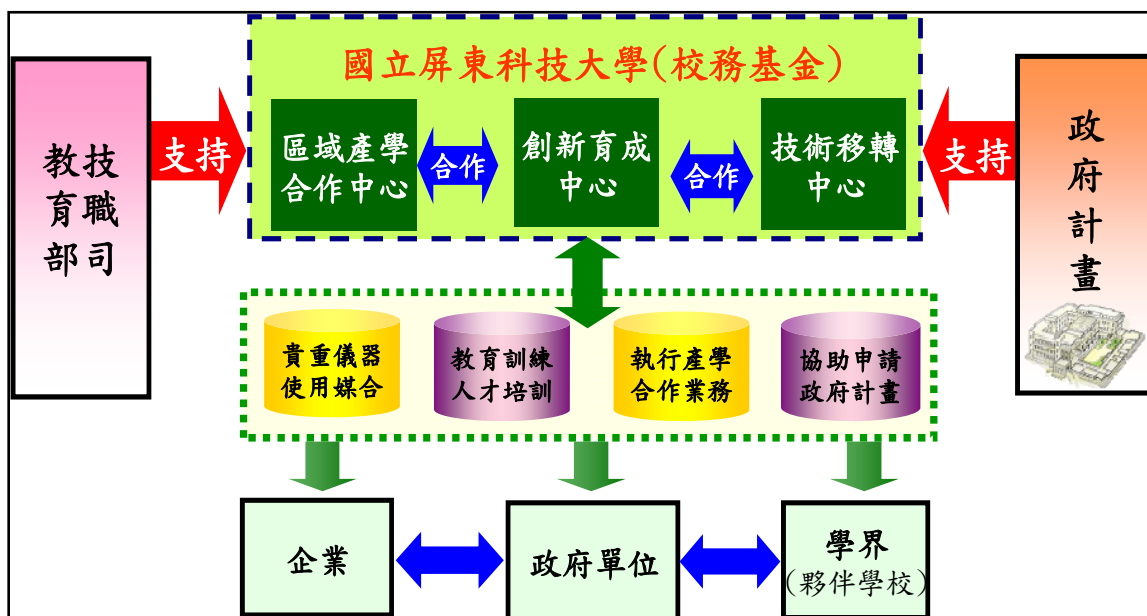 國立屏東科技大學(校務基金)
教育部
技職司
支持
區域產學
合作中心
合作
創新育成
中心
合作
技術移轉
中心
支持
政府計畫
貴重儀器
使用媒合
教育訓練
人才培訓
執行產學
合作業務
協助申請
政府計畫
企業
政府單位
學界
(夥伴學校)